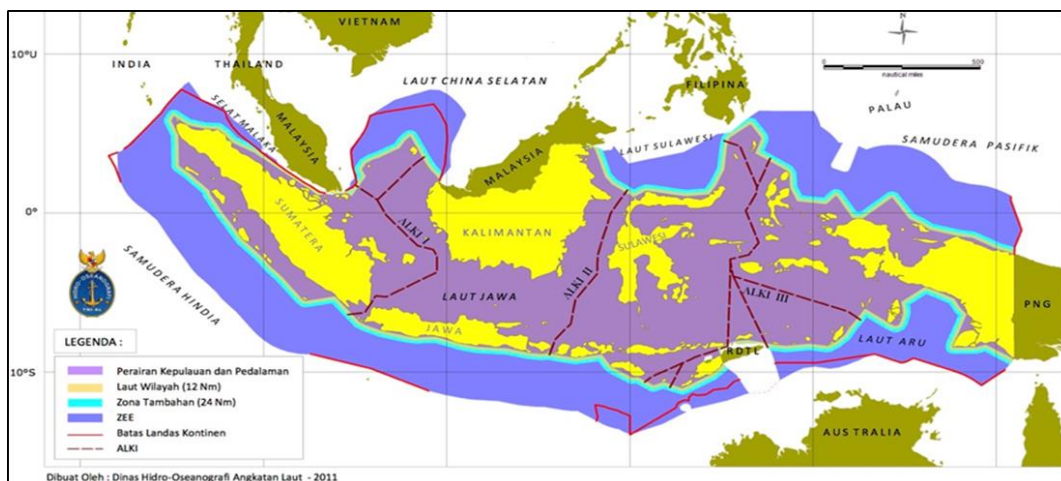 VIETNAM
10°U
INDIA
THAILAND
LAUT CHINA SELATAN
FILIPINA
N
0
500
nautical miles
PALAU
SELAT MALAKA
MALAYSIA
MALAYSIA
LAUT SULAWESI
SAMUDERA PASIFIK
0°
SUMATERA
ALKI I
KALIMANTAN
ALKI II
SULAWESI
ALKI III
SAMUDERA HINDIA
LAUT JAWA
JAWA
PNG
LAUT ARU
RDTL
10°S
AUSTRALIA
LEGENDA :
Perairan Kepulauan dan Pedalaman
Laut Wilayah (12 Nm)
Zona Tambahan (24 Nm)
ZEE
Batas Landas Kontinen
ALKI
Dibuat Oleh : Dinas Hidro-Oseanografi Angkatan Laut - 2011